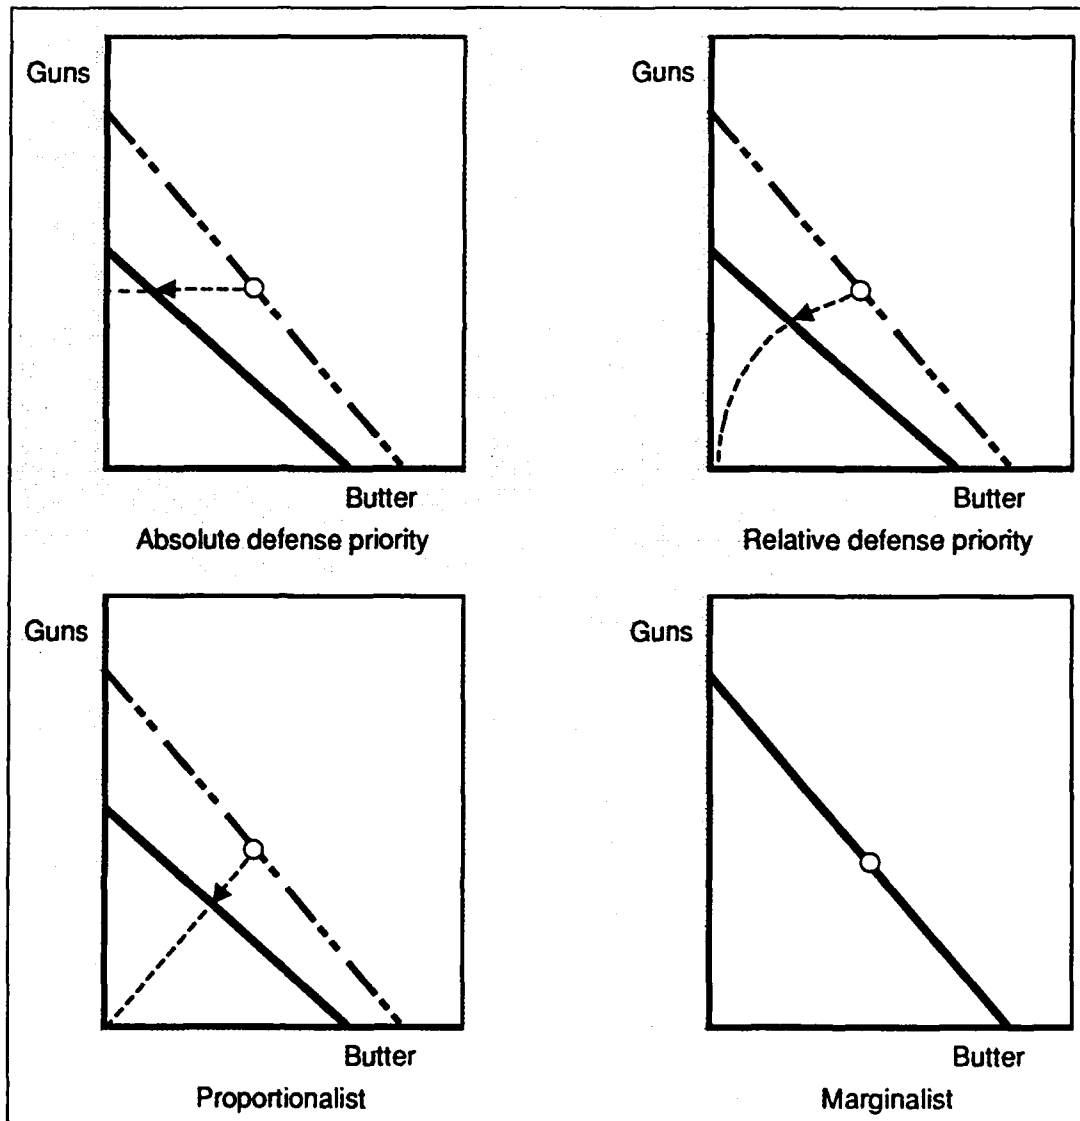 Guns
Butter
Absolute defense priority
Guns
Butter
Relative defense priority
Guns
Butter
Proportionalist
Guns
Butter
Marginalist